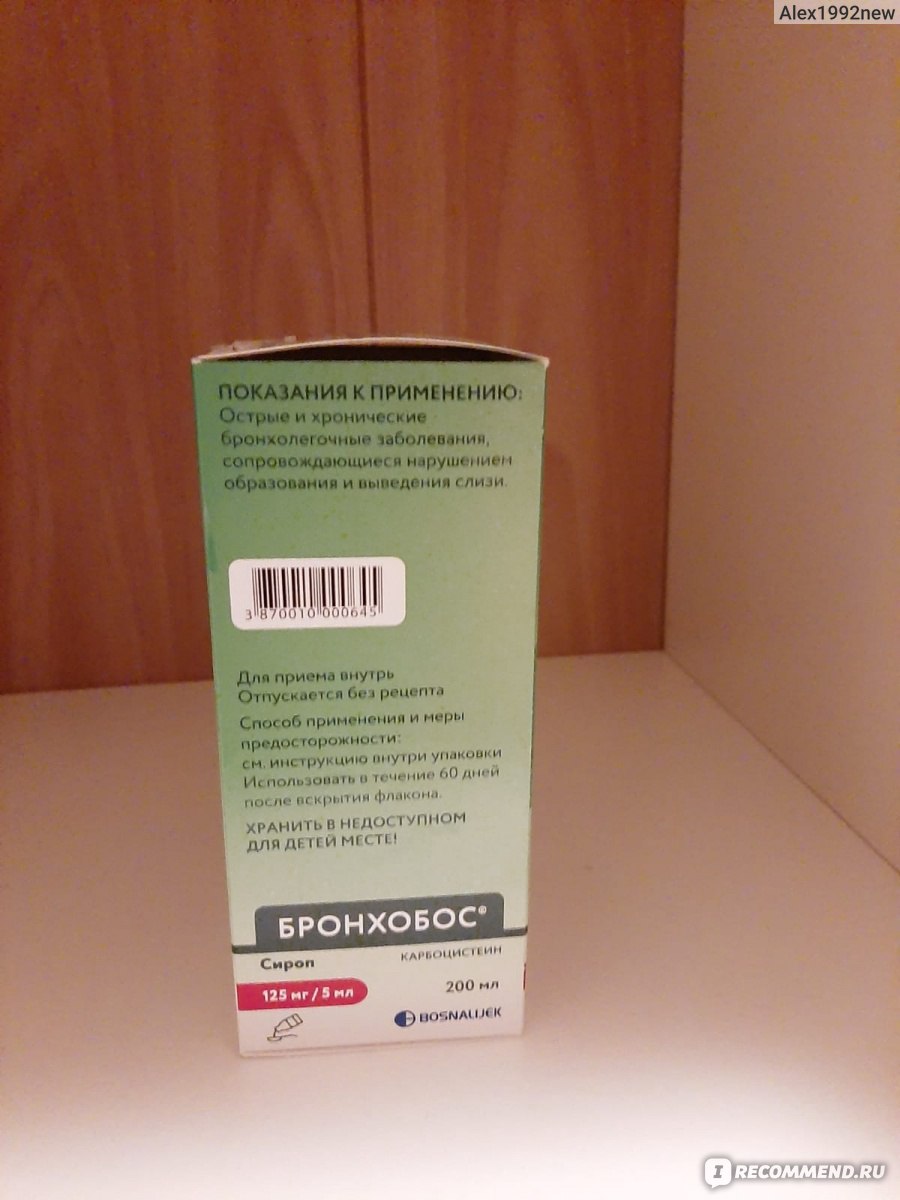 Alex1992new
ПОКАЗАНИЯ К ПРИМЕНЕНИЮ:
Острые и хронические
бронхолегочные заболевания,
сопровождающиеся нарушением
образования и выведения слизи.
3 870010 000645
Для приема внутрь
Отпускается без рецепта
Способ применения и меры
предосторожности:
см. инструкцию внутри упаковки
Использовать в течение 60 дней
после вскрытия флакона.
ХРАНИТЬ В НЕДОСТУПНОМ
ДЛЯ ДЕТЕЙ МЕСТЕ!
БРОНХОБОС®
КАРБОЦИСТЕИН
Сироп
125 мг / 5 мл
200 мл
BOSNALIJEK
IRECOMMEND.RU